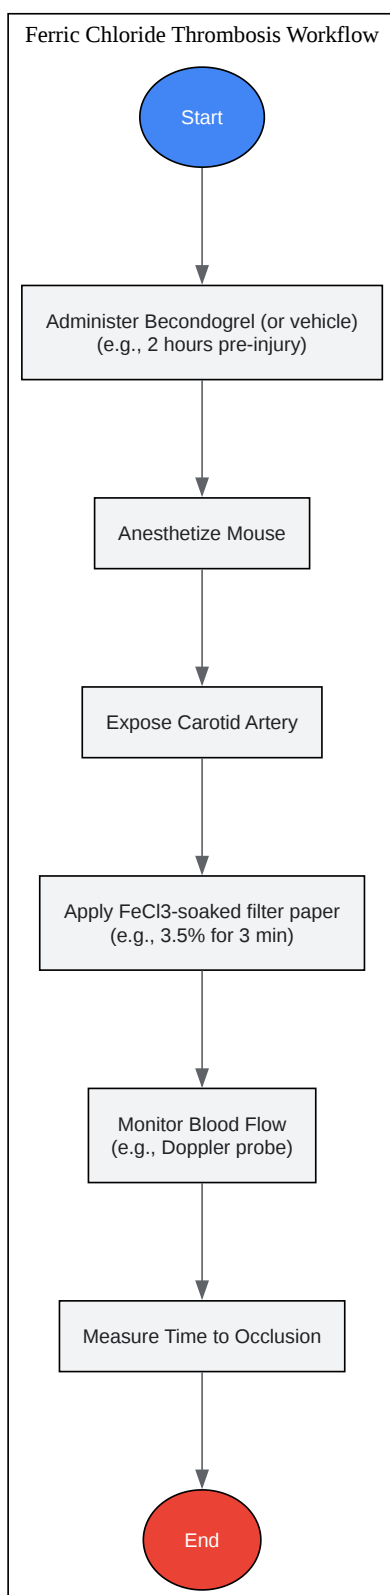 Ferric Chloride Thrombosis Workflow
Start
Administer Becondogrel (or vehicle)
(e.g., 2 hours pre-injury)
Anesthetize Mouse
Expose Carotid Artery
Apply FeCl3-soaked filter paper
(e.g., 3.5% for 3 min)
Monitor Blood Flow
(e.g., Doppler probe)
Measure Time to Occlusion
End